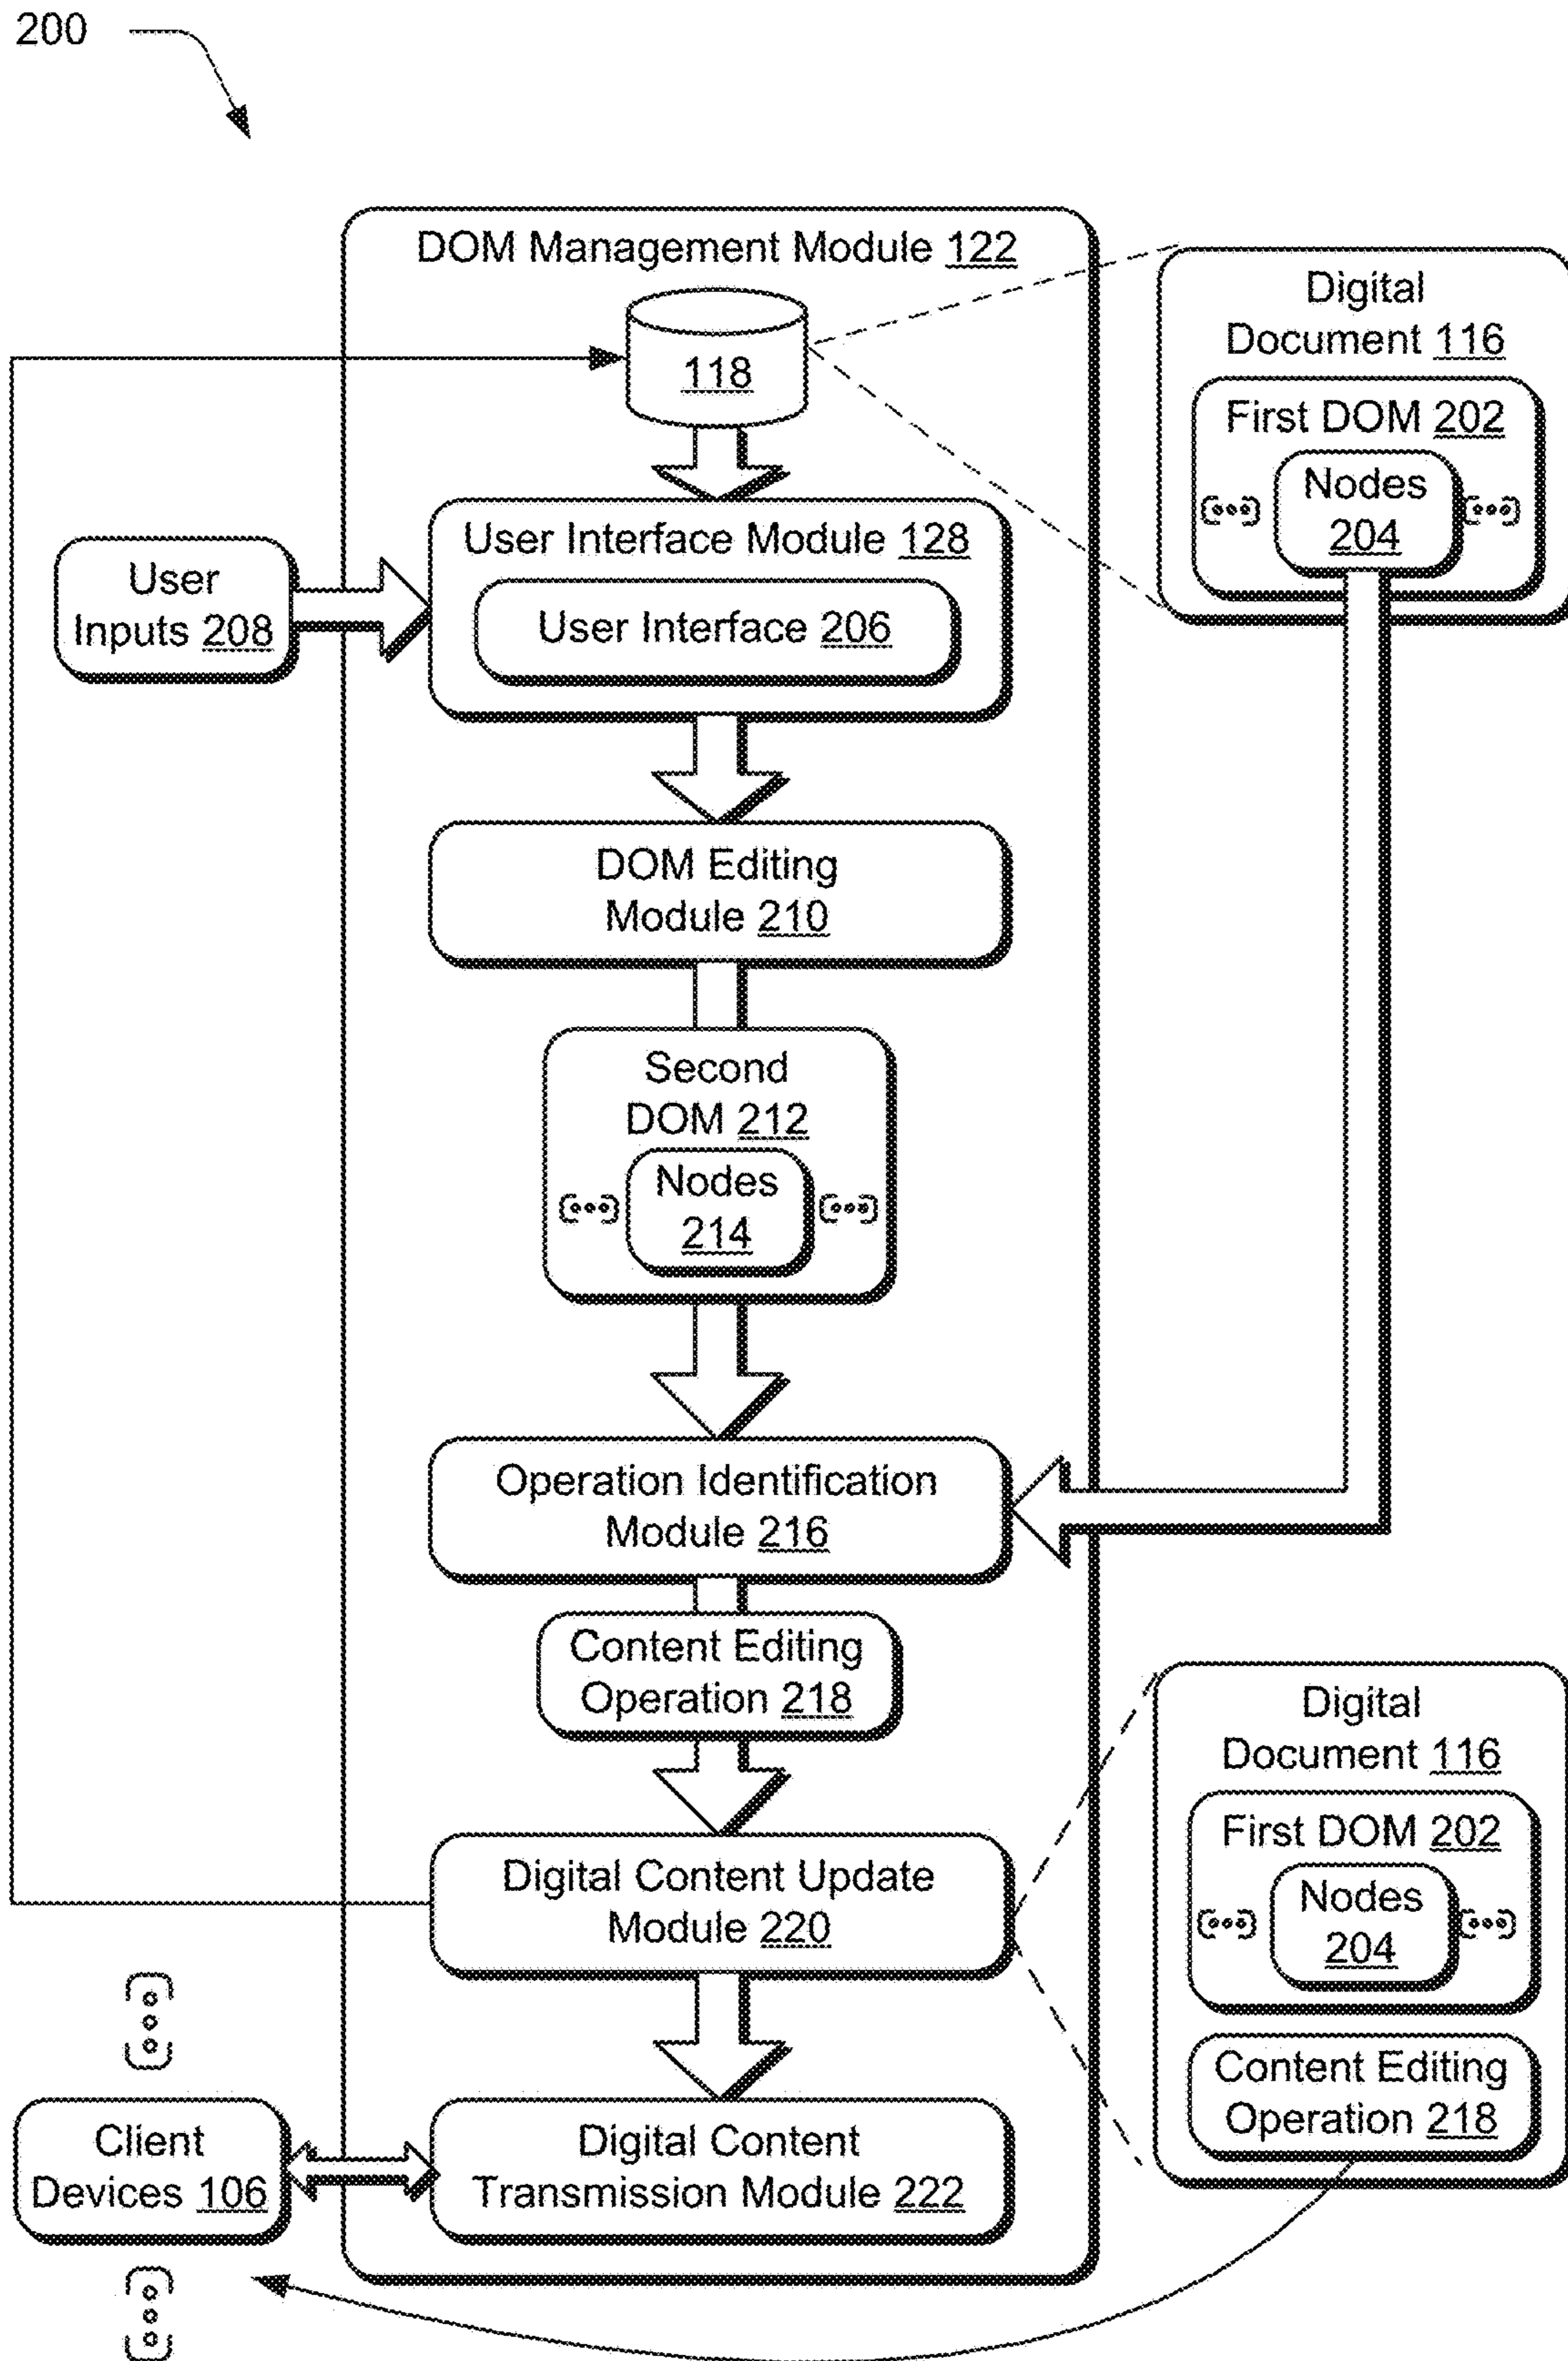 200
DOM Management Module 122
118
Digital
Document 116
First DOM 202
Nodes
204
User Interface Module 128
User Interface 206
User
Inputs 208
DOM Editing
Module 210
Second
DOM 212
Nodes
214
Operation Identification
Module 216
Content Editing
Operation 218
Digital
Document 116
First DOM 202
Nodes
204
Content Editing
Operation 218
Digital Content Update
Module 220
Client
Devices 106
Digital Content
Transmission Module 222